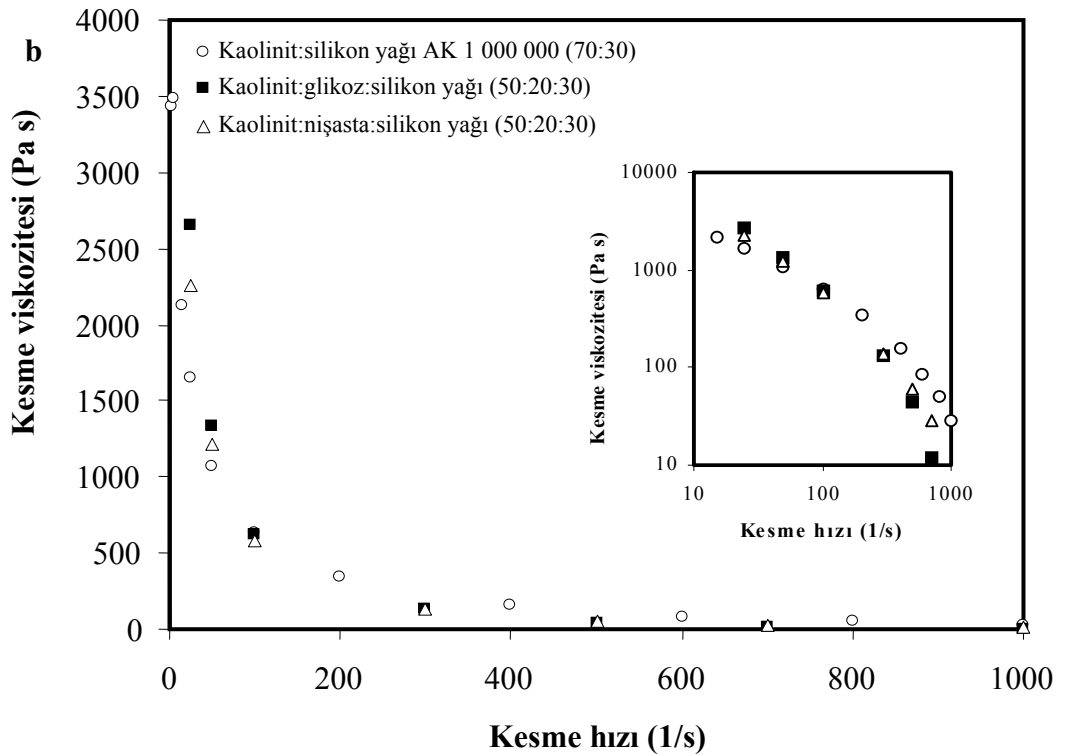 b
Kaolinit:silikon yağı AK 1 000 000 (70:30)
Kaolinit:glikoz:silikon yağı (50:20:30)
Kaolinit:nişasta:silikon yağı (50:20:30)
Kesme viskozitesi (Pa s)
4000
3500
3000
2500
2000
1500
1000
500
0
0
200
400
600
800
1000
Kesme hızı (1/s)
Kesme viskozitesi (Pa s)
10000
1000
100
10
10
100
1000
Kesme hızı (1/s)